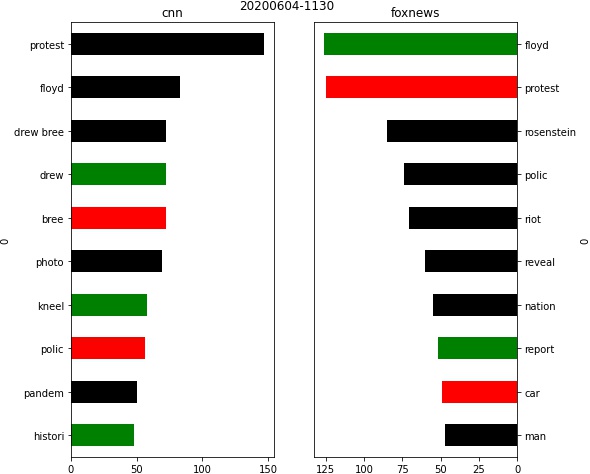 20200604-1130
cnn
protest
floyd
drew bree
drew
bree
photo
kneel
polic
pandem
histori
0
0 50 100 150
foxnews
floyd
protest
rosenstein
polic
riot
reveal
nation
report
car
man
0
125 100 75 50 25 0